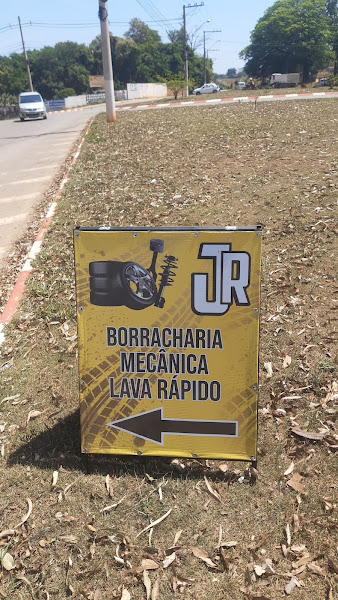 JR
BORRACHARIA
MECÂNICA
LAVA RÁPIDO